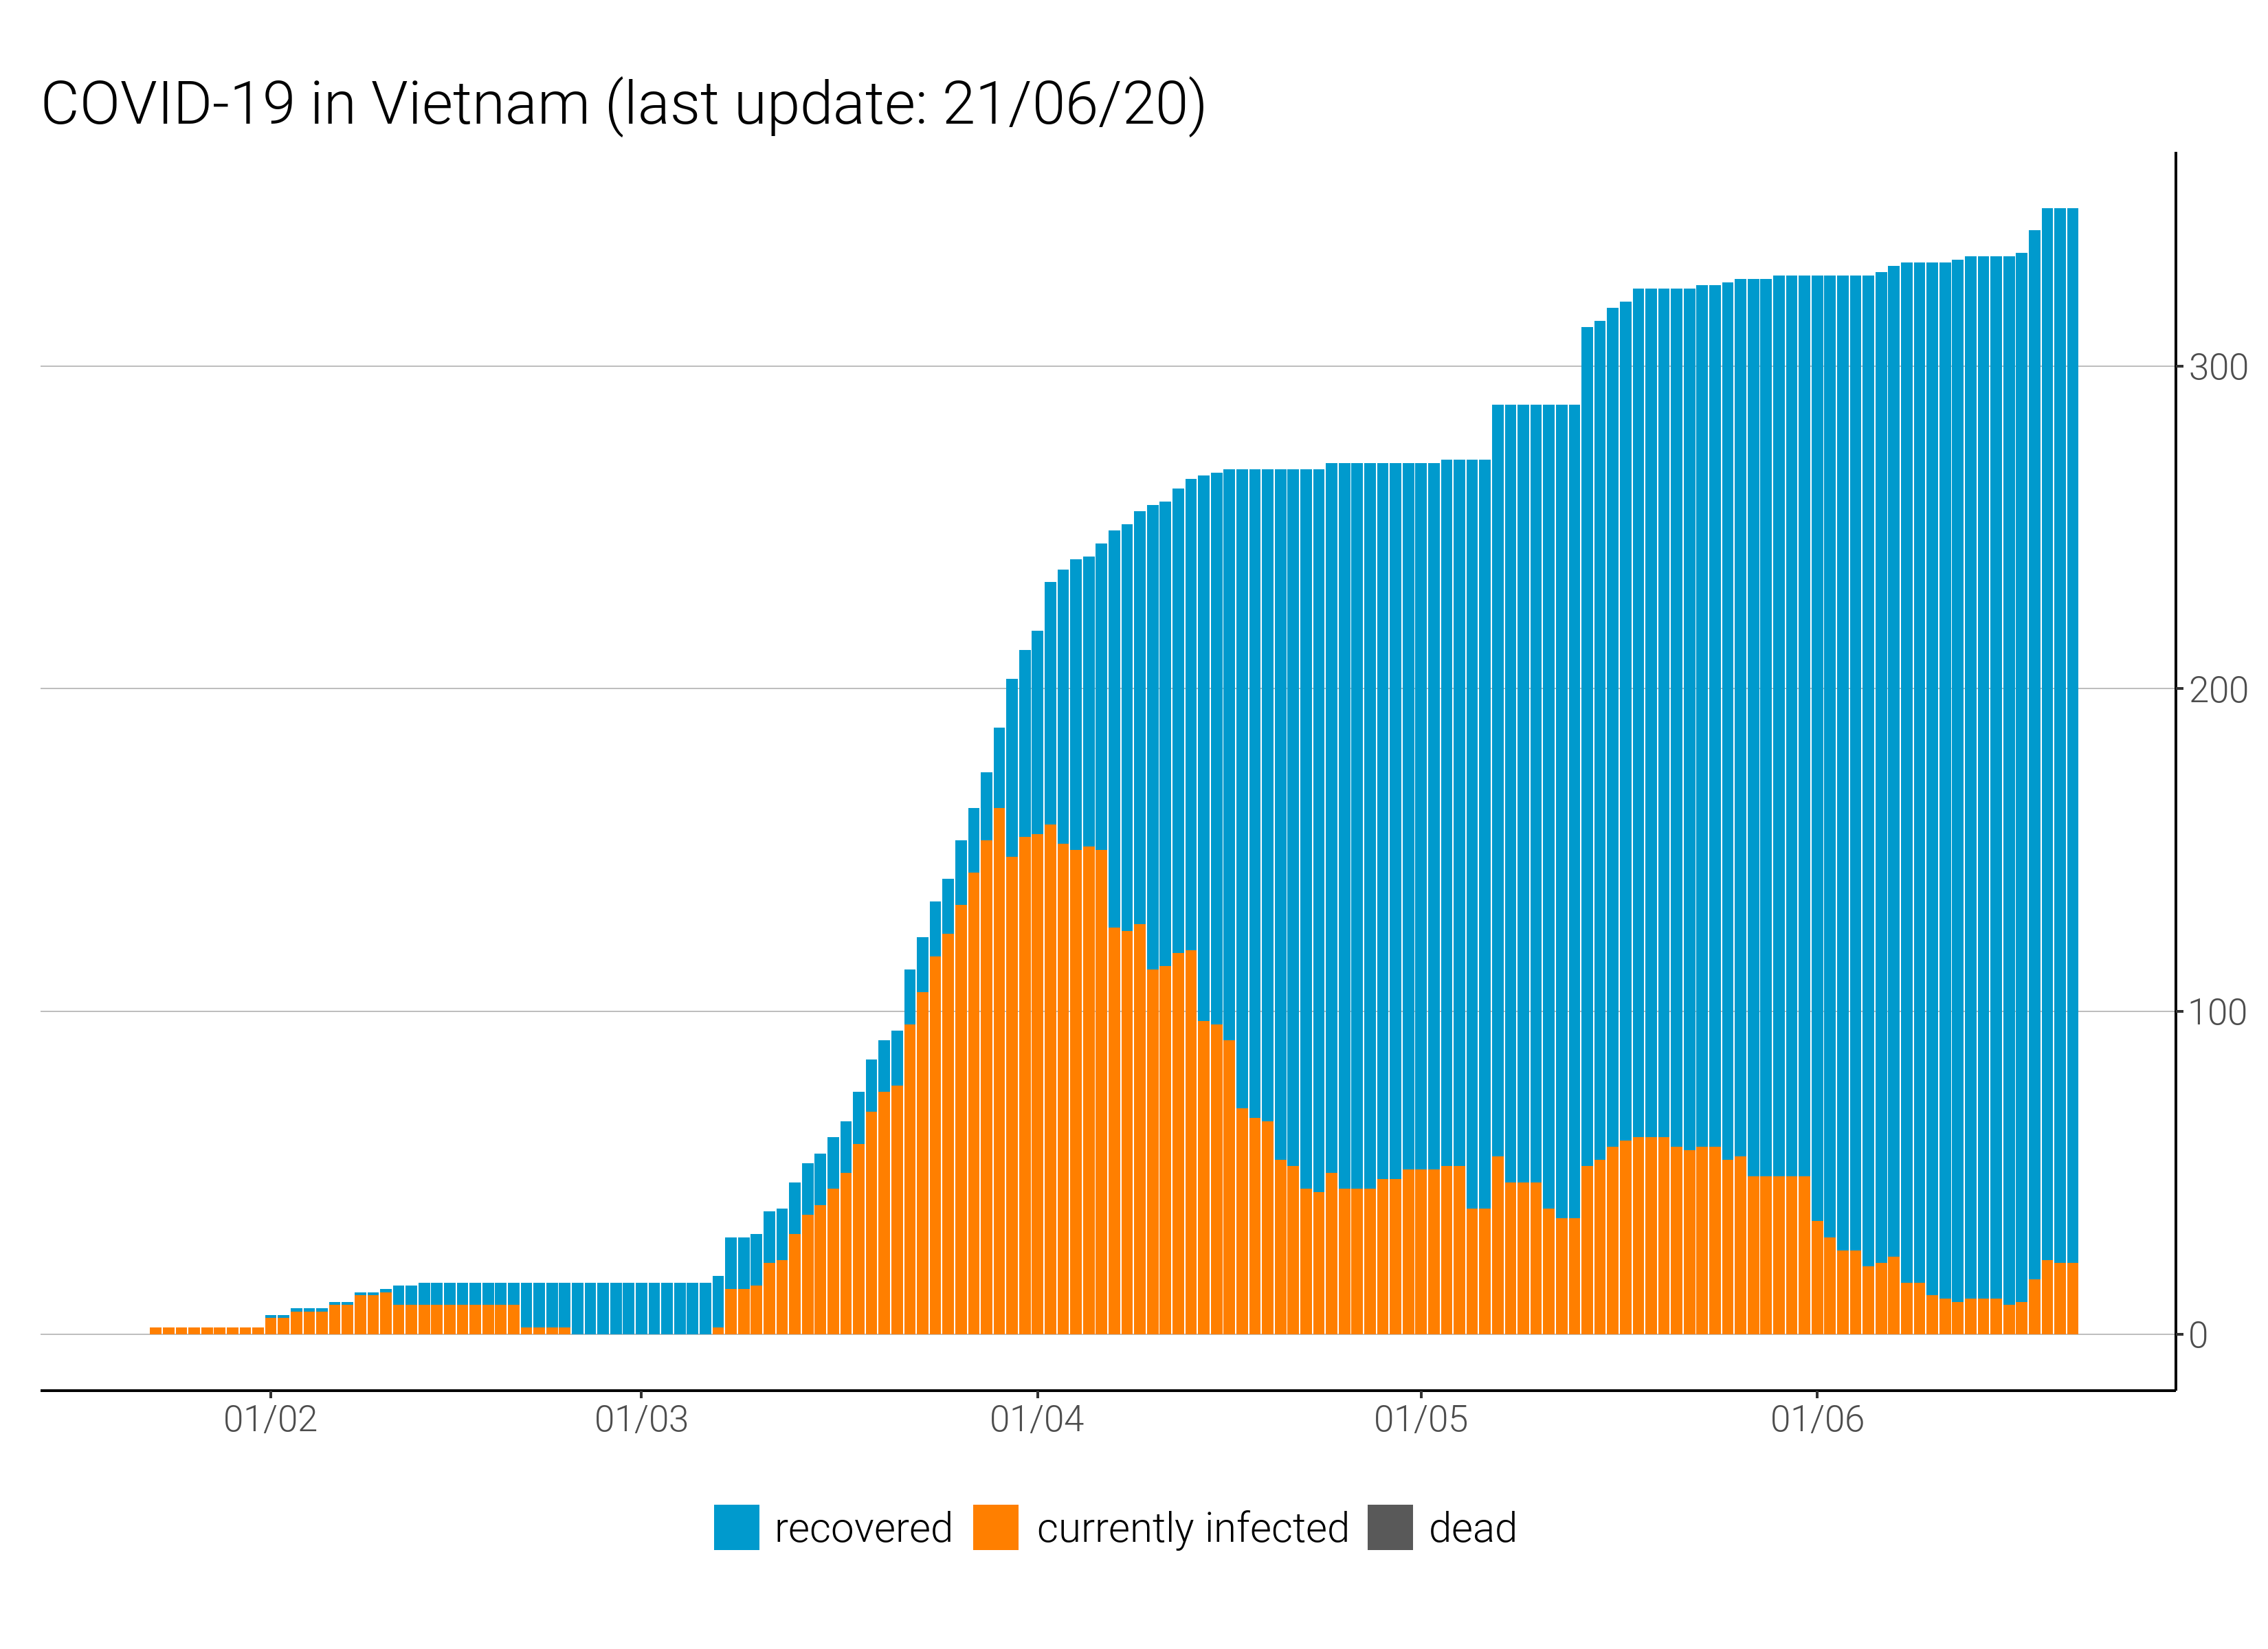 COVID-19 in Vietnam (last update: 21/06/20)
300
200
100
0
01/02 01/03 01/04 01/05 01/06
recovered currently infected dead